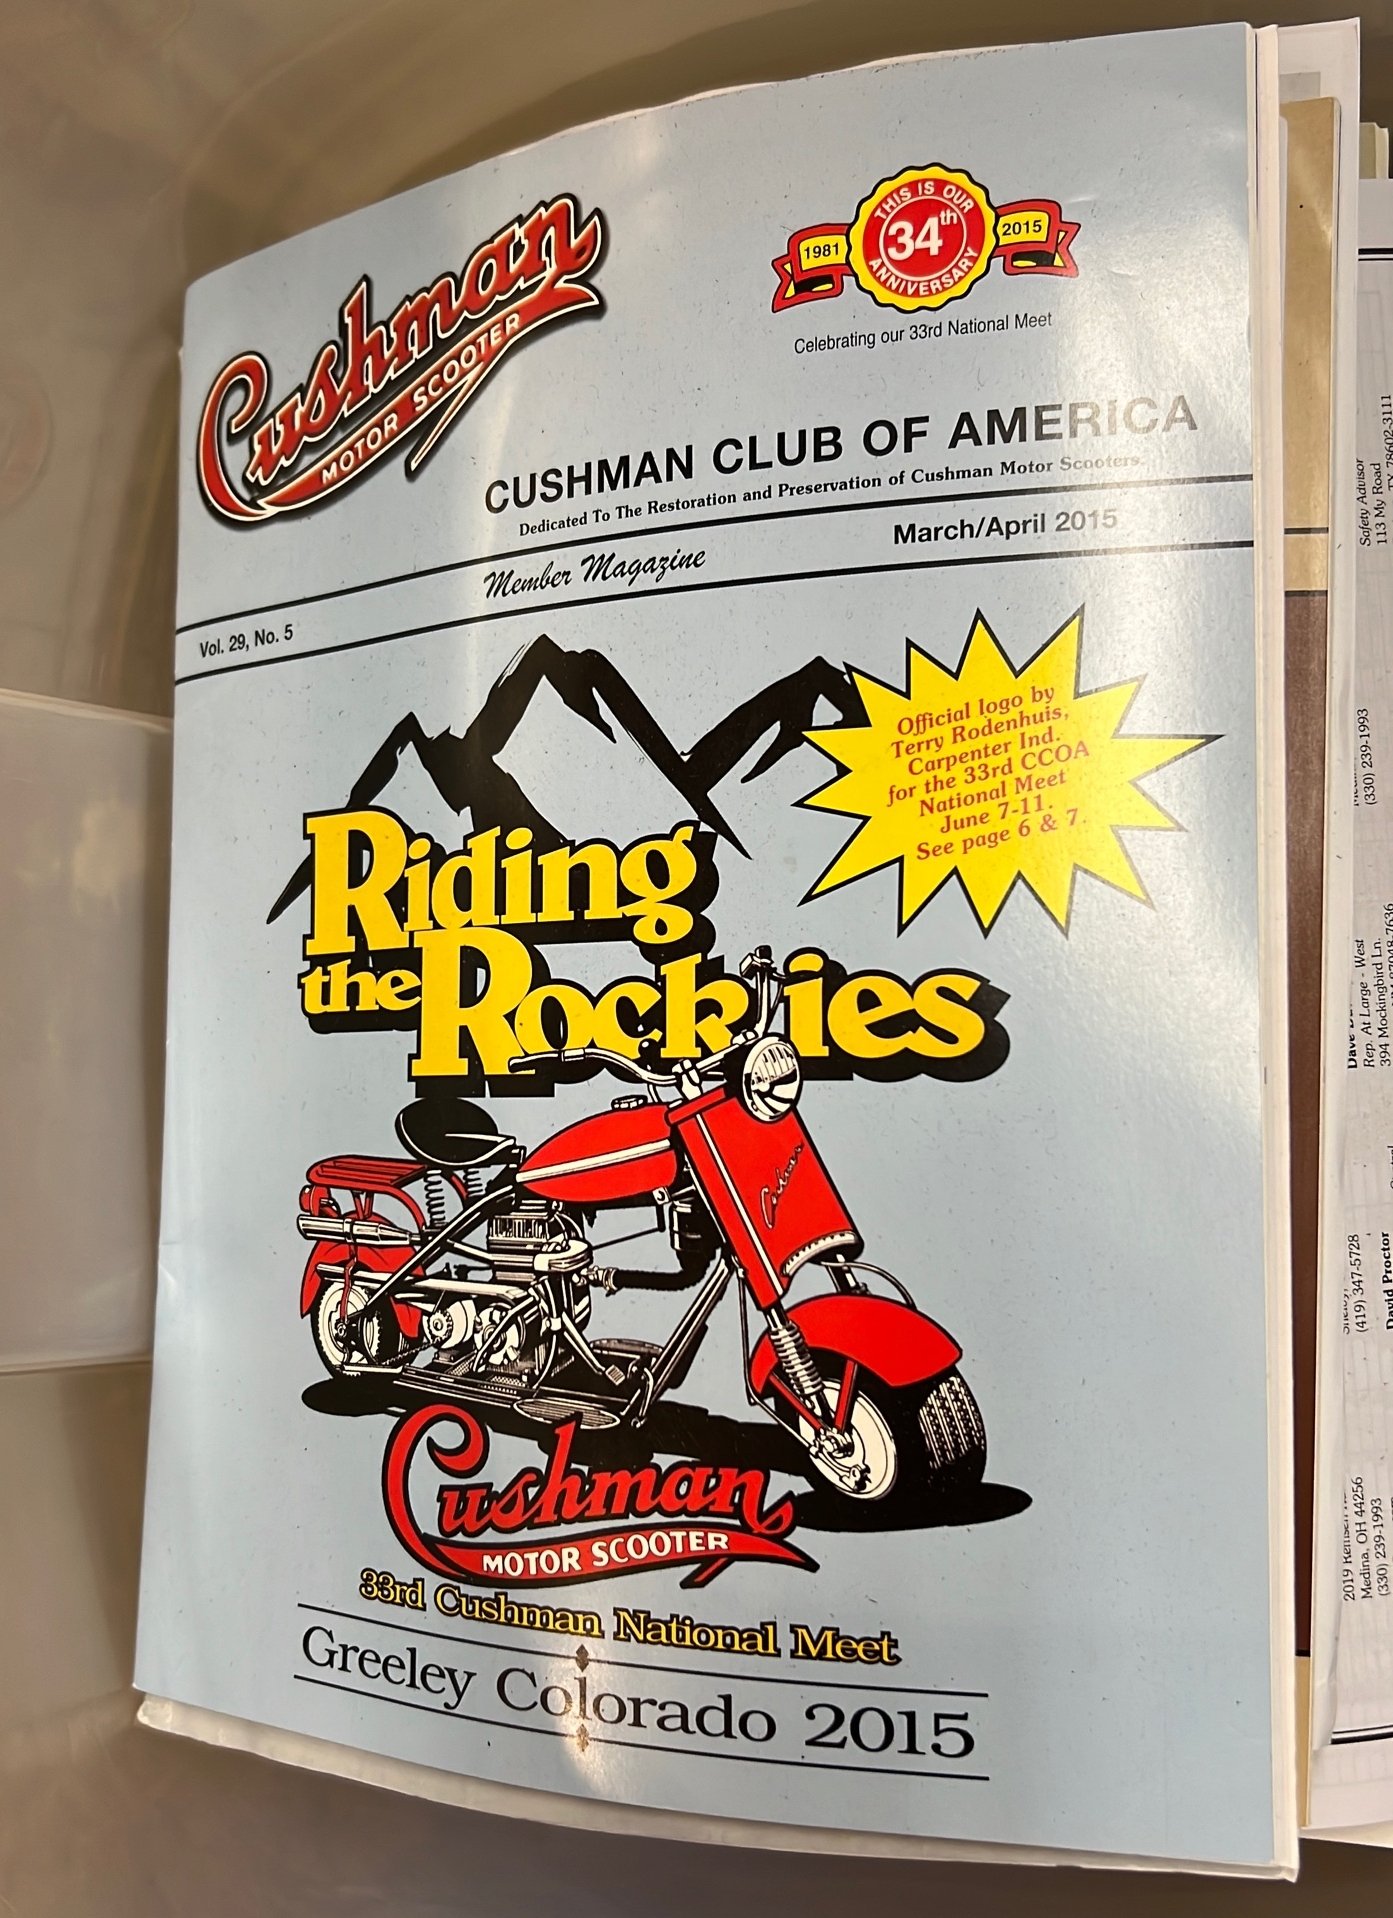 Cushman
MOTOR SCOOTER
THIS IS OUR
34th
ANNIVERSARY
1981
2015
Celebrating our 33rd National Meet
CUSHMAN CLUB OF AMERICA
Dedicated To The Restoration and Preservation of Cushman Motor Scooters.
Member Magazine
March/April 2015
Vol. 29, No. 5
Official logo by
Terry Rodenhuis,
Carpenter Ind.
for the 33rd CCOA
National Meet
June 7-11.
See page 6 & 7.
Riding
the Rockies
Cushman
Cushman
MOTOR SCOOTER
33rd Cushman National Meet
Greeley Colorado 2015
Safety Advisor
113 My Road
TX 78602-3111
(330) 239-1993
Dave
Rep. At Large - West
394 Mockingbird Ln.
(419) 347-5728
David Proctor
2019
Medina, OH 44256
(330) 239-1993